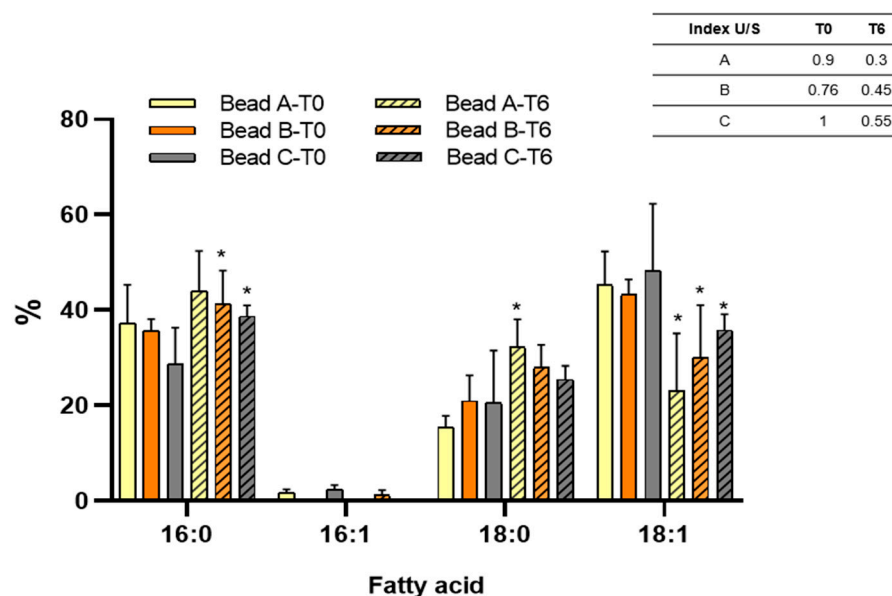 Index U/S T0 T6
A 0.9 0.3
B 0.76 0.45
C 1 0.55
Bead A-T0 Bead A-T6
Bead B-T0 Bead B-T6
Bead C-T0 Bead C-T6
80
60
40
20
0
%
* * * * * *
16:0 16:1 18:0 18:1
Fatty acid